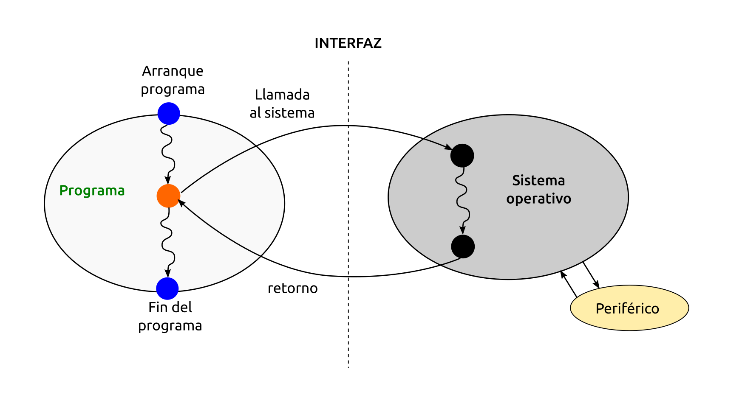 INTERFAZ
Arranque
programa
Llamada
al sistema
Programa
Sistema
operativo
retorno
Fin del
programa
Periférico